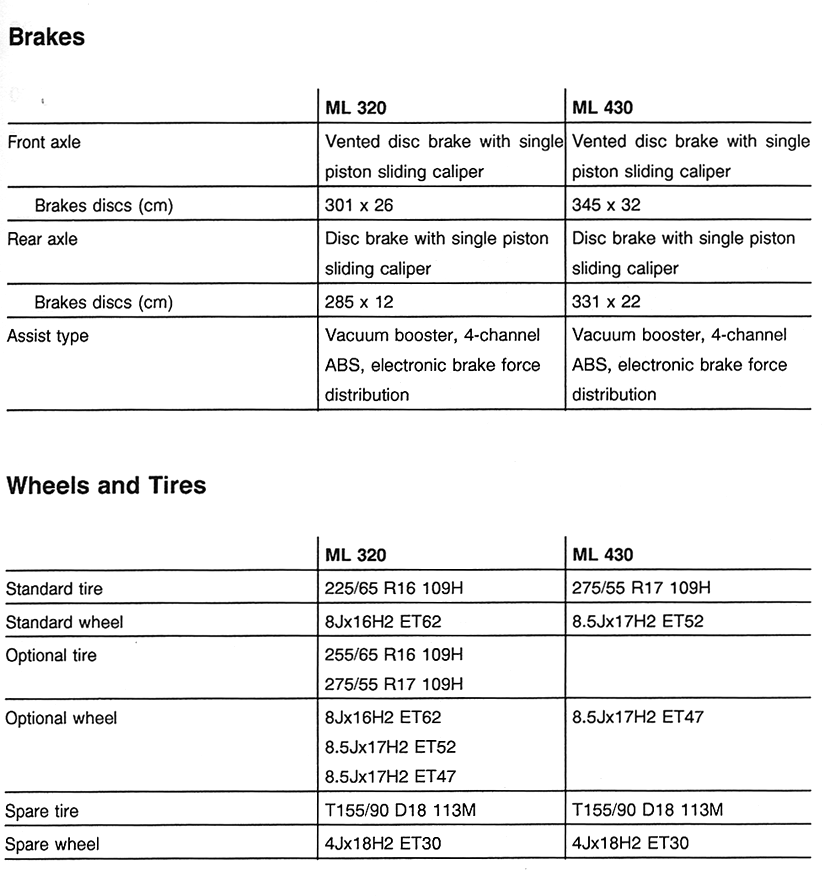 Brakes
ML 320 ML 430
Front axle Vented disc brake with single Vented disc brake with single
piston sliding caliper piston sliding caliper
Brakes discs (cm) 301 x 26 345 x 32
Rear axle Disc brake with single piston Disc brake with single piston
sliding caliper sliding caliper
Brakes discs (cm) 285 x 12 331 x 22
Assist type Vacuum booster, 4-channel Vacuum booster, 4-channel
ABS, electronic brake force ABS, electronic brake force
distribution distribution
Wheels and Tires
ML 320 ML 430
Standard tire 225/65 R16 109H 275/55 R17 109H
Standard wheel 8Jx16H2 ET62 8.5Jx17H2 ET52
Optional tire 255/65 R16 109H
275/55 R17 109H
Optional wheel 8Jx16H2 ET62 8.5Jx17H2 ET47
8.5Jx17H2 ET52
8.5Jx17H2 ET47
Spare tire T155/90 D18 113M T155/90 D18 113M
Spare wheel 4Jx18H2 ET30 4Jx18H2 ET30